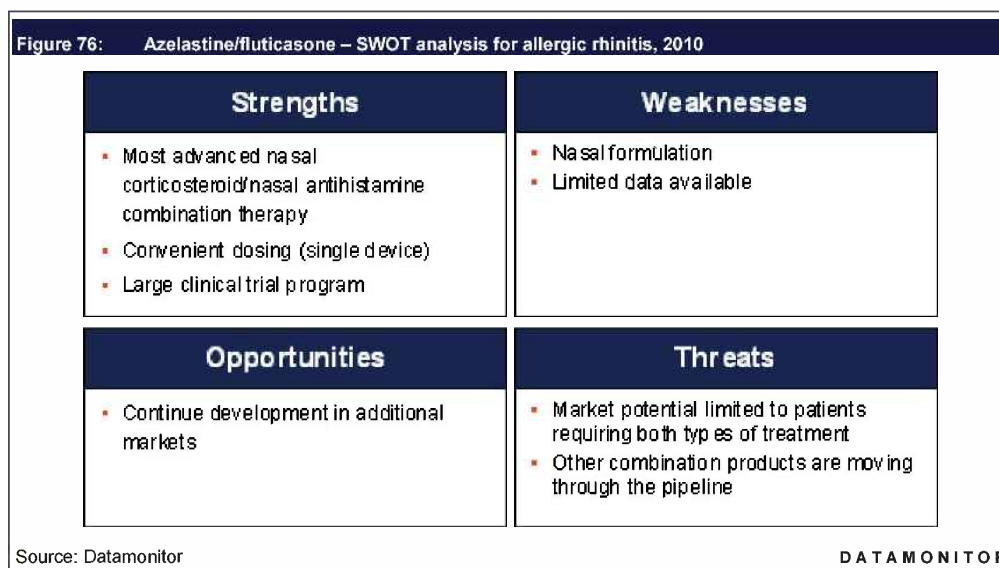 Figure 76: Azelastine/fluticasone – SWOT analysis for allergic rhinitis, 2010
Strengths
▪ Most advanced nasal
corticosteroid/nasal antihistamine
combination therapy
▪ Convenient dosing (single device)
▪ Large clinical trial program
Weaknesses
▪ Nasal formulation
▪ Limited data available
Opportunities
▪ Continue development in additional
markets
Threats
▪ Market potential limited to patients
requiring both types of treatment
▪ Other combination products are moving
through the pipeline
Source: Datamonitor
DATAMONITOR